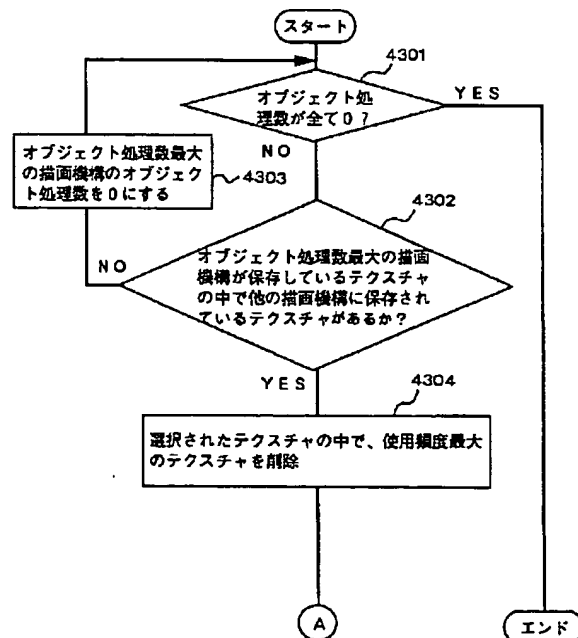 スタート
4301
オブジェクト処
理数が全て0?
YES
NO
オブジェクト処理数最大
の描画機構のオブジェク
ト処理数を0にする
4303
4302
オブジェクト処理数最大の描画
機構が保存しているテクスチャ
の中で他の描画機構に保存され
ているテクスチャがあるか?
NO
YES
4304
選択されたテクスチャの中で、使用頻度最大
のテクスチャを削除
A
エンド